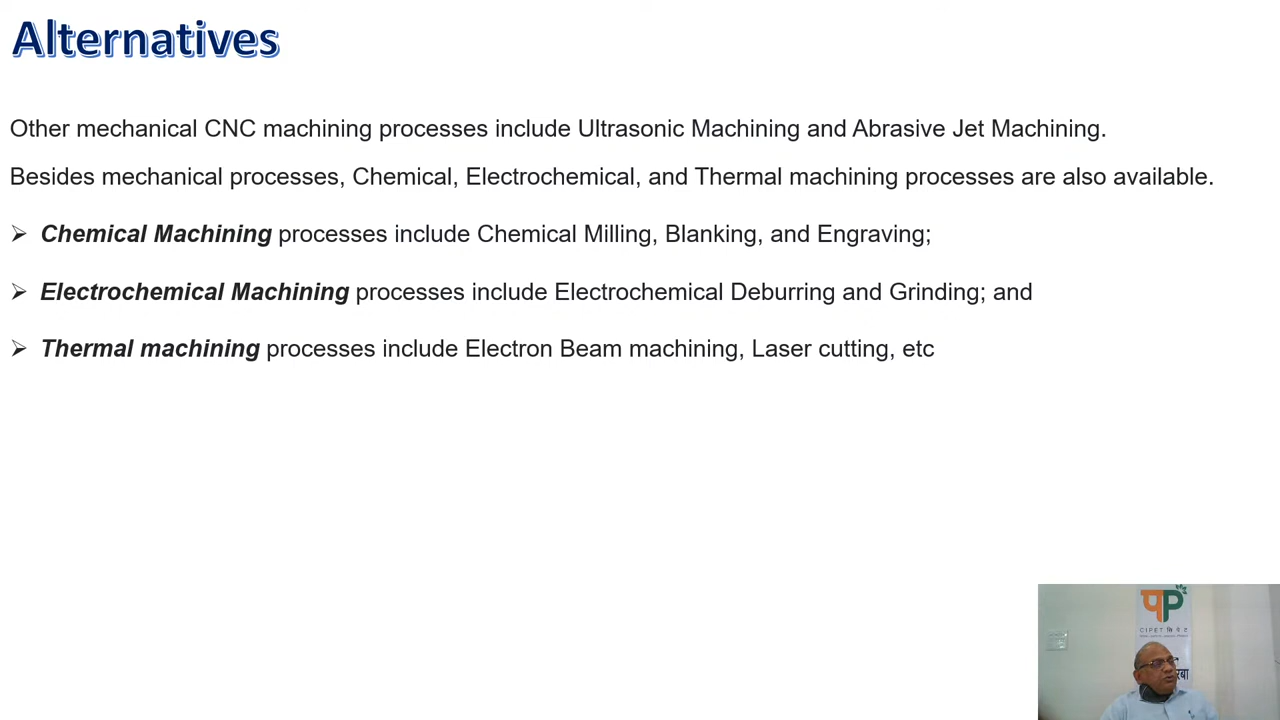 Alternatives
Other mechanical CNC machining processes include Ultrasonic Machining and Abrasive Jet Machining.
Besides mechanical processes, Chemical, Electrochemical, and Thermal machining processes are also available.
➢ Chemical Machining processes include Chemical Milling, Blanking, and Engraving;
➢ Electrochemical Machining processes include Electrochemical Deburring and Grinding; and
➢ Thermal machining processes include Electron Beam machining, Laser cutting, etc
CIPET सिपेट